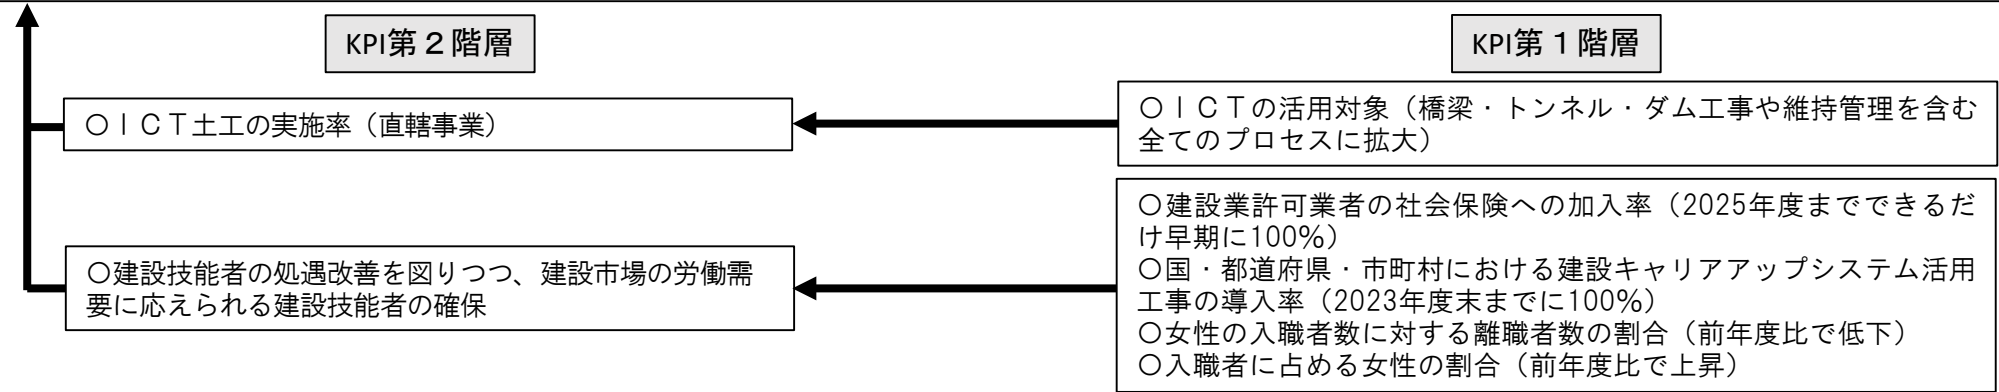 KPI第２階層
KPI第１階層
〇ＩＣＴ土工の実施率（直轄事業）
〇ＩＣＴの活用対象（橋梁・トンネル・ダム工事や維持管理を含む
全てのプロセスに拡大）
〇建設技能者の処遇改善を図りつつ、建設市場の労働需
要に応えられる建設技能者の確保
〇建設業許可業者の社会保険への加入率（2025年度までできるだ
け早期に100％）
〇国・都道府県・市町村における建設キャリアアップシステム活用
工事の導入率（2023年度末までに100％）
〇女性の入職者数に対する離職者数の割合（前年度比で低下）
〇入職者に占める女性の割合（前年度比で上昇）